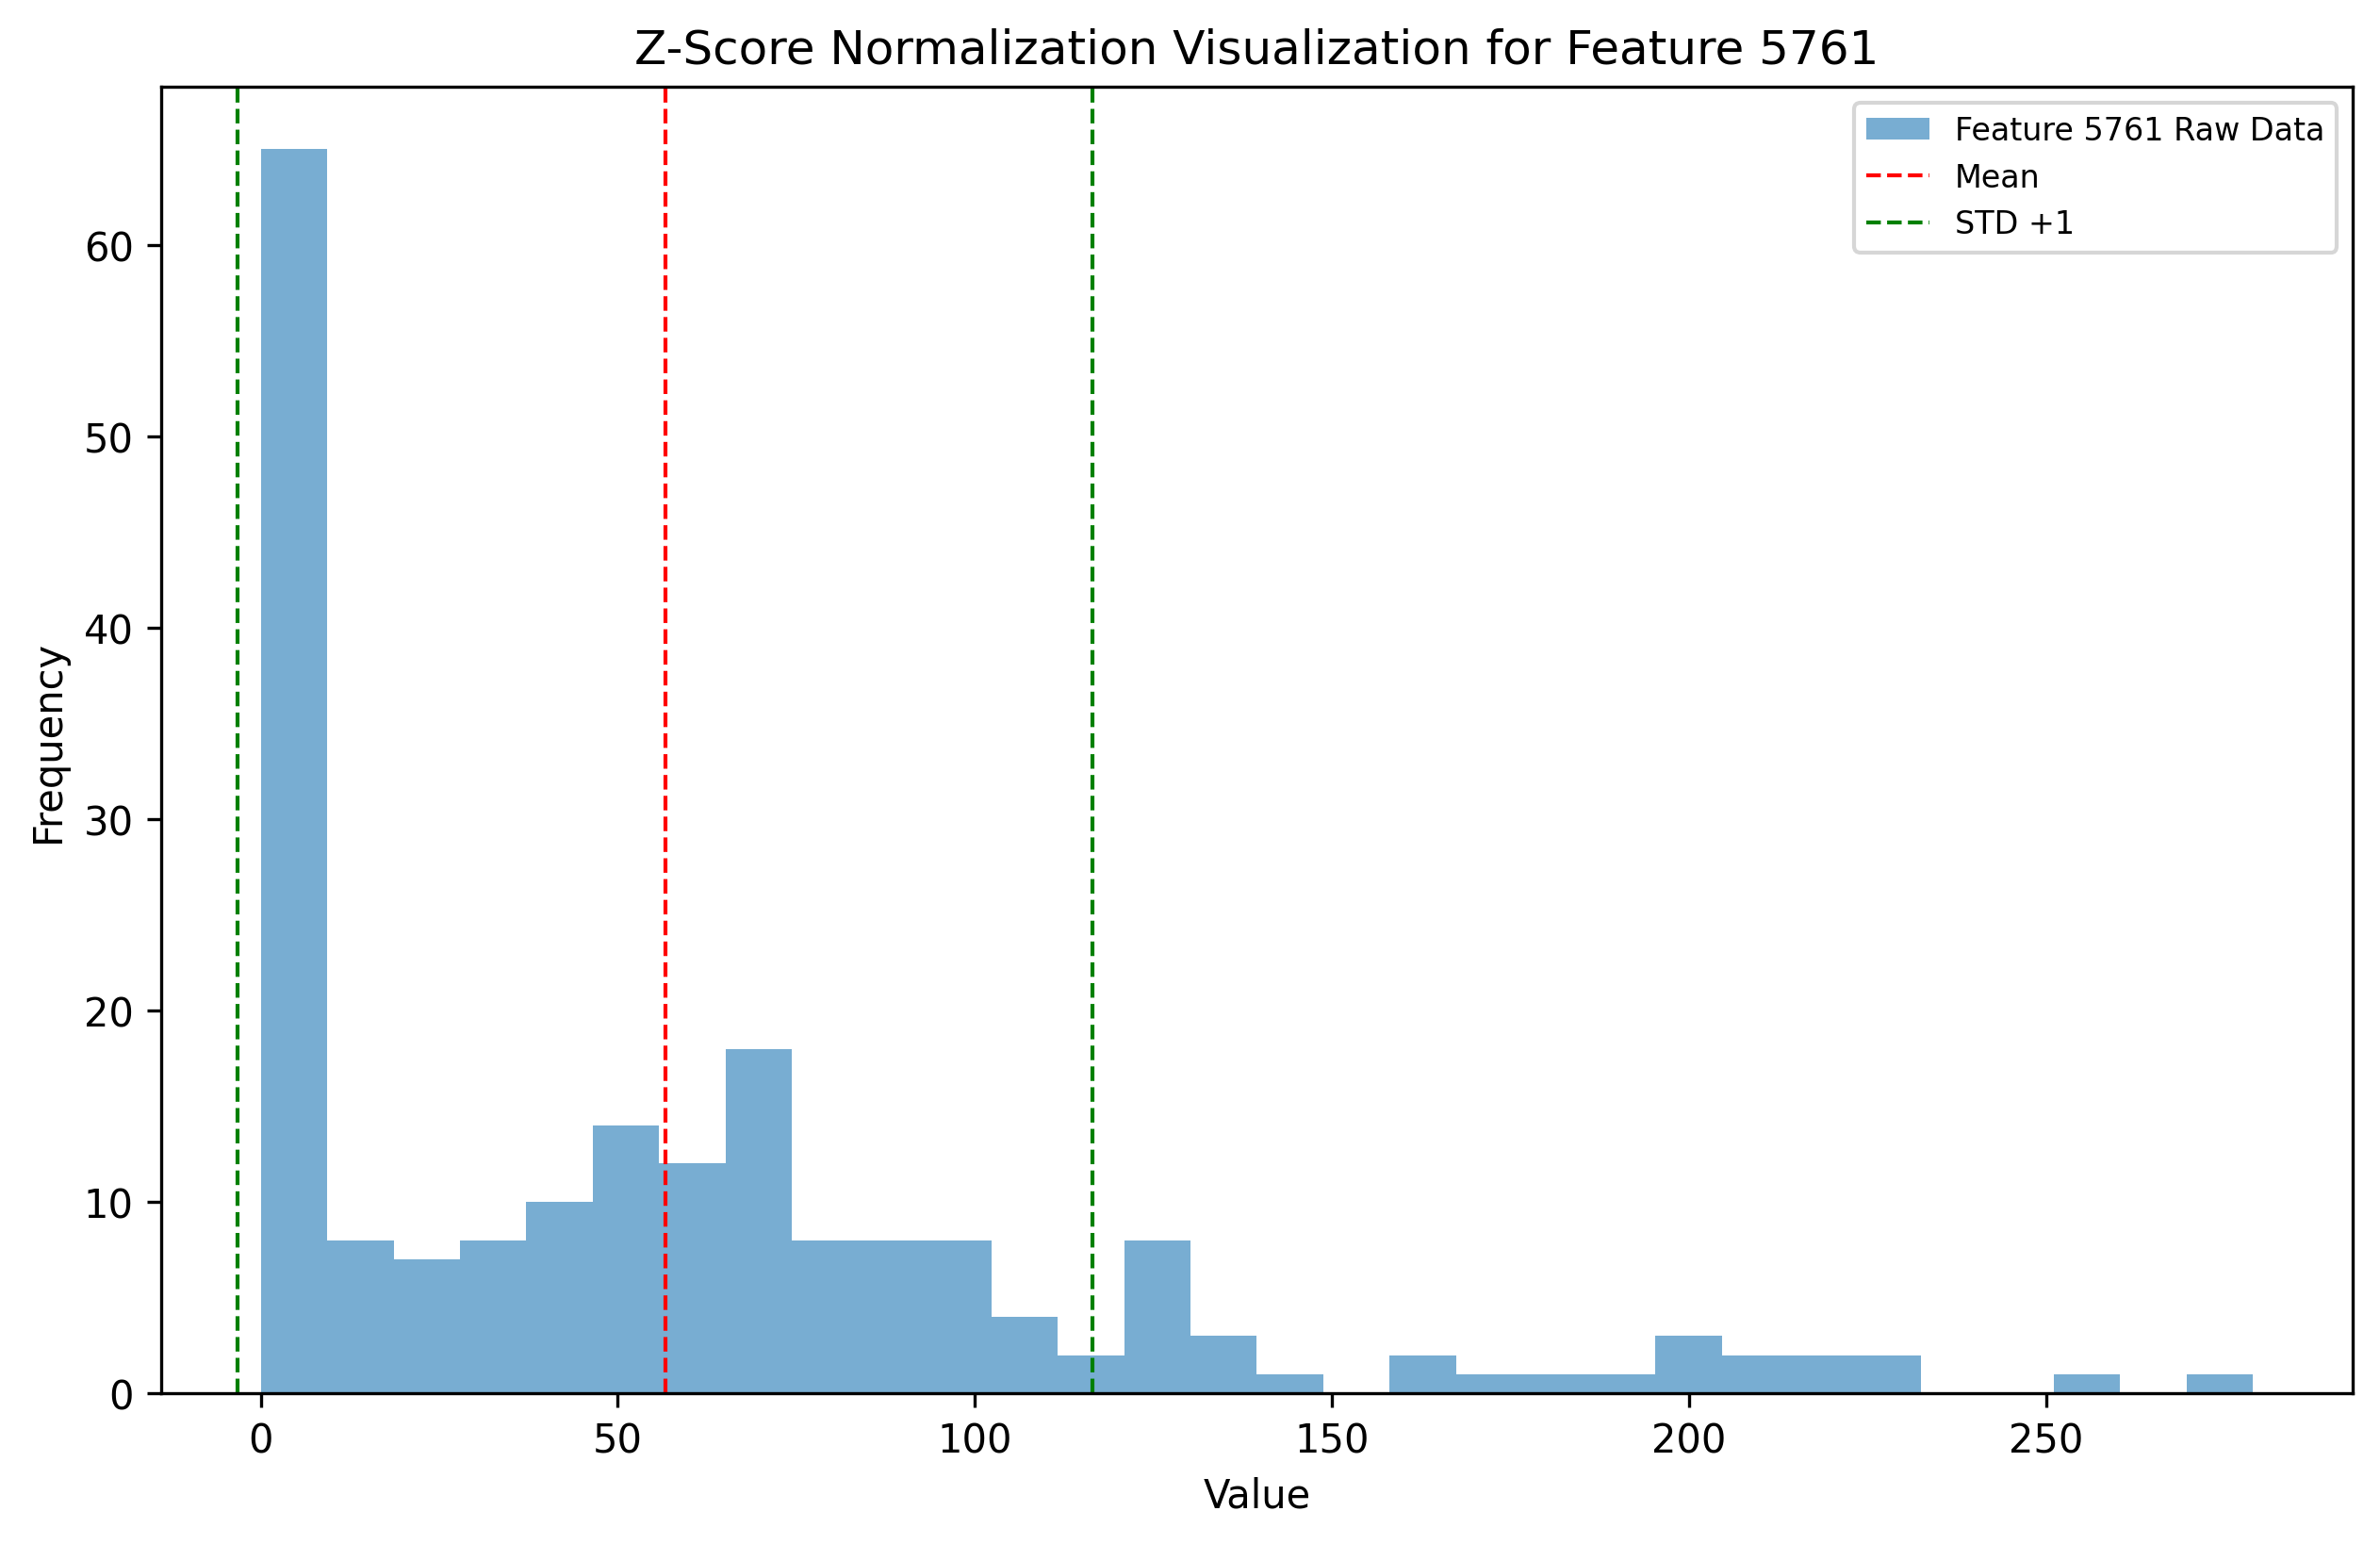 Z-Score Normalization Visualization for Feature 5761
Feature 5761 Raw Data
Mean
STD +1
60
50
40
30
20
10
0
Frequency
0 50 100 150 200 250
Value